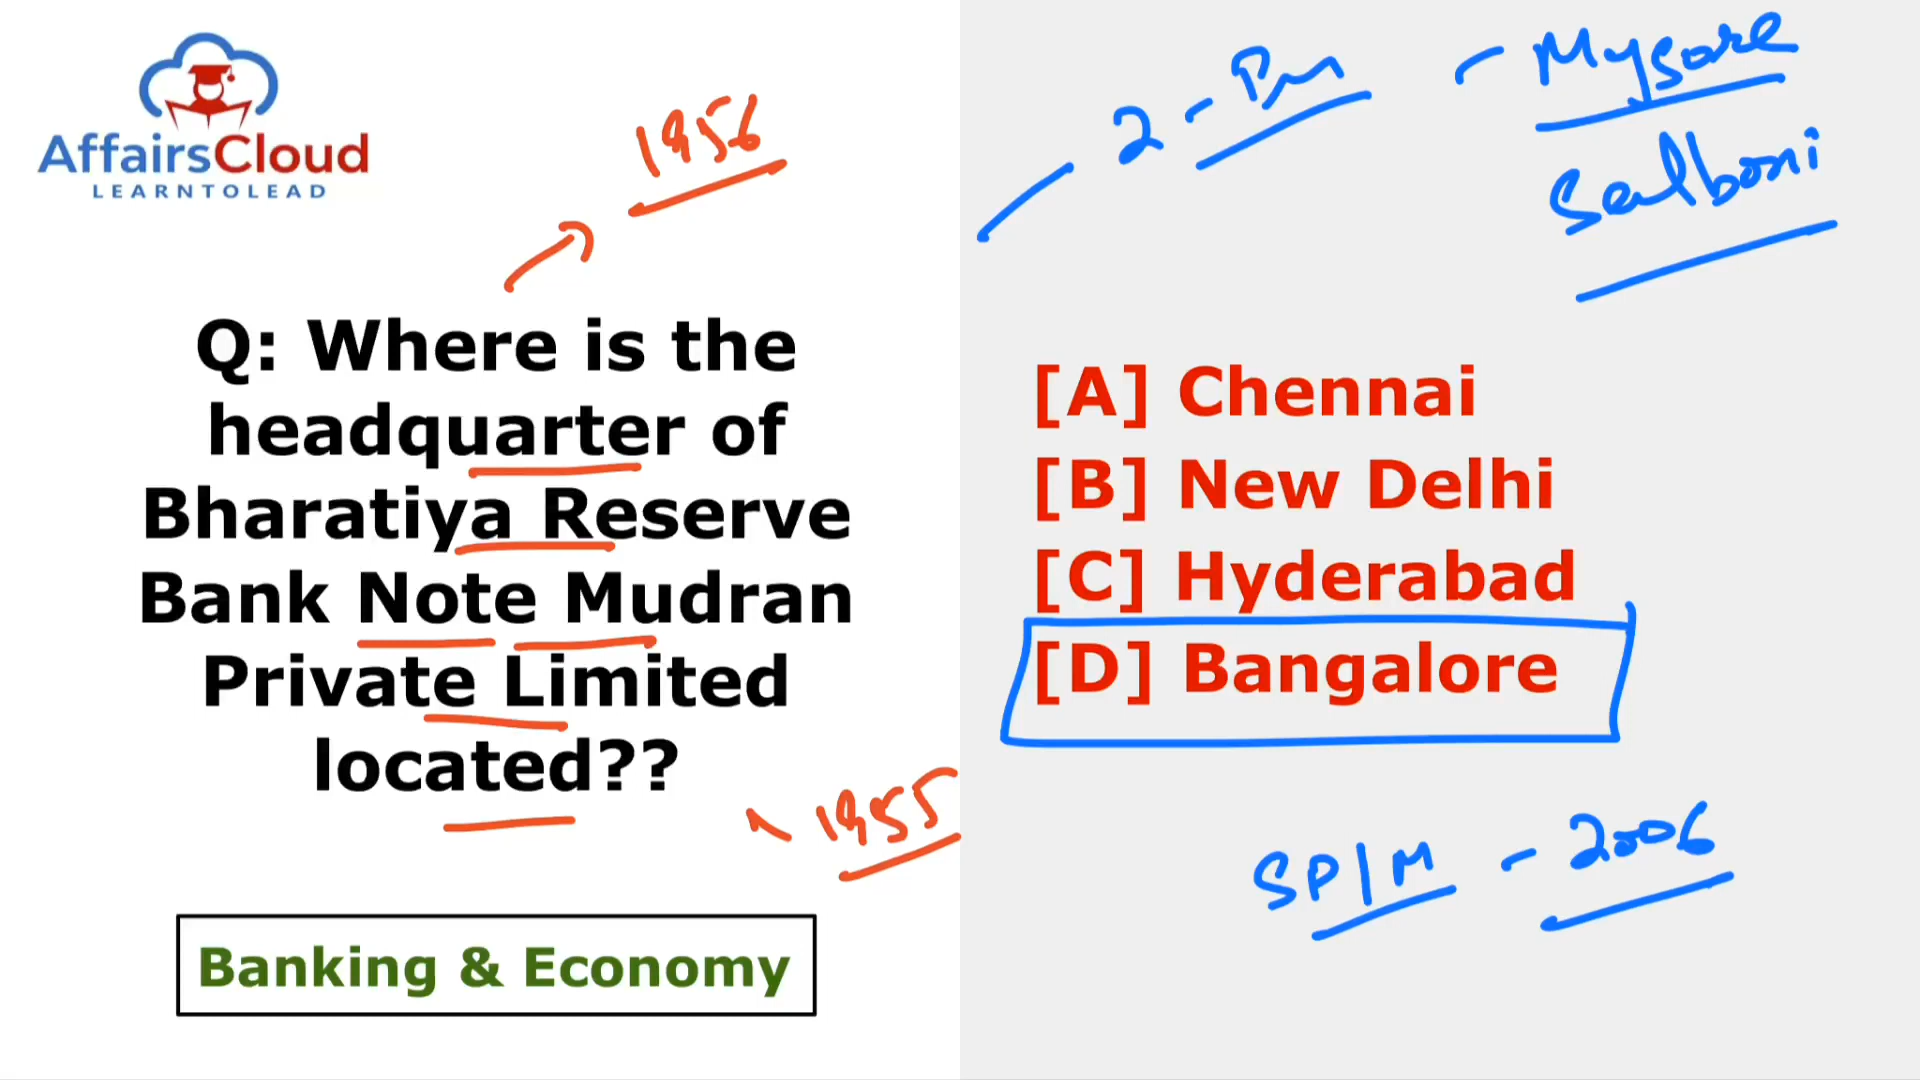 AffairsCloud
LEARNTOLEAD
1956
Q: Where is the
headquarter of
Bharatiya Reserve
Bank Note Mudran
Private Limited
located??
1955
Banking & Economy
2 - Pm - Mysore
Salboni
[A] Chennai
[B] New Delhi
[C] Hyderabad
[D] Bangalore
SPM - 2006